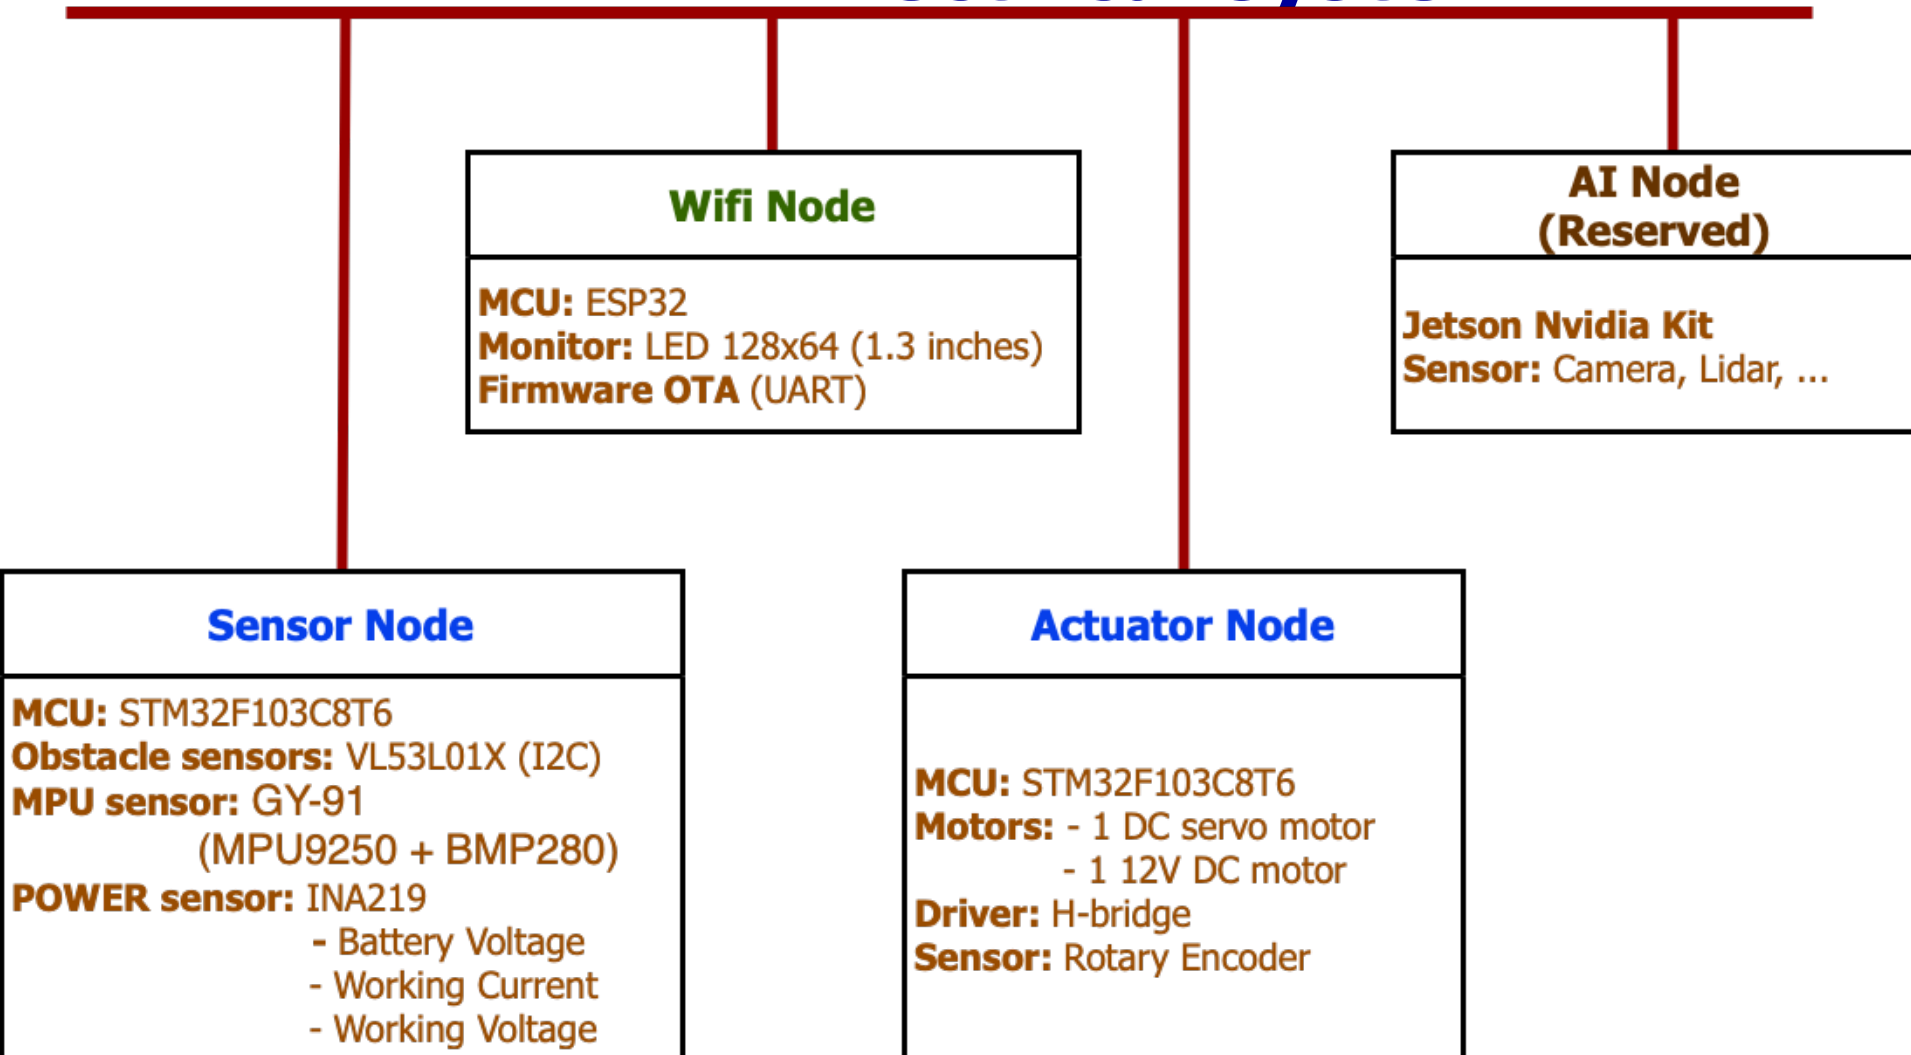 Wifi Node
MCU: ESP32
Monitor: LED 128x64 (1.3 inches)
Firmware OTA (UART)
AI Node
(Reserved)
Jetson Nvidia Kit
Sensor: Camera, Lidar, ...
Sensor Node
MCU: STM32F103C8T6
Obstacle sensors: VL53L01X (I2C)
MPU sensor: GY-91
(MPU9250 + BMP280)
POWER sensor: INA219
- Battery Voltage
- Working Current
- Working Voltage
Actuator Node
MCU: STM32F103C8T6
Motors: - 1 DC servo motor
- 1 12V DC motor
Driver: H-bridge
Sensor: Rotary Encoder